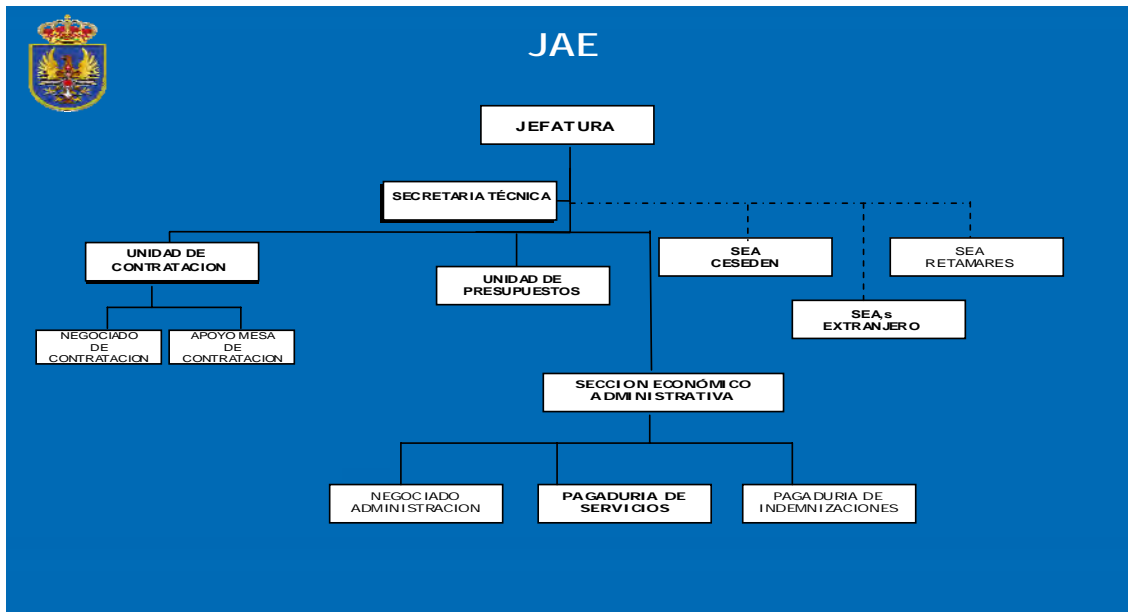 JAE
JEFATURA
SECRETARIA TÉCNICA
UNIDAD DE
CONTRATACION
UNIDAD DE
PRESUPUESTOS
SEA
CESEDEN
SEA
RETAMARES
SEA,s
EXTRANJERO
NEGOCIADO
DE
CONTRATACION
APOYO MESA
DE
CONTRATACION
SECCION ECONÓMICO
ADMINISTRATIVA
NEGOCIADO
ADMINISTRACION
PAGADURIA DE
SERVICIOS
PAGADURIA DE
INDEMNIZACIONES